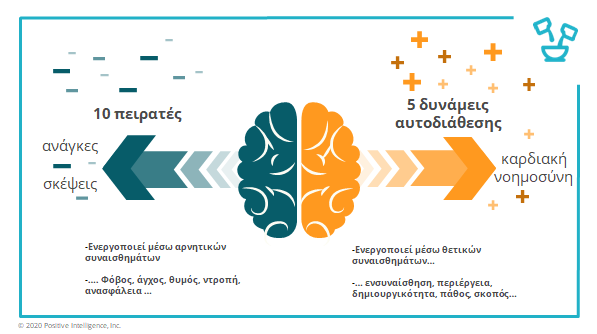 10 πειρατές
ανάγκες
σκέψεις
5 δυνάμεις
αυτοδιάθεσης
καρδιακή
νοημοσύνη
-Ενεργοποιεί μέσω αρνητικών
συναισθημάτων
-.... Φόβος, άγχος, θυμός, ντροπή,
ανασφάλεια ...
-Ενεργοποιεί μέσω θετικών
συναισθημάτων...
-... ενσυναίσθηση, περιέργεια,
δημιουργικότητα, πάθος, σκοπός...
© 2020 Positive Intelligence, Inc.